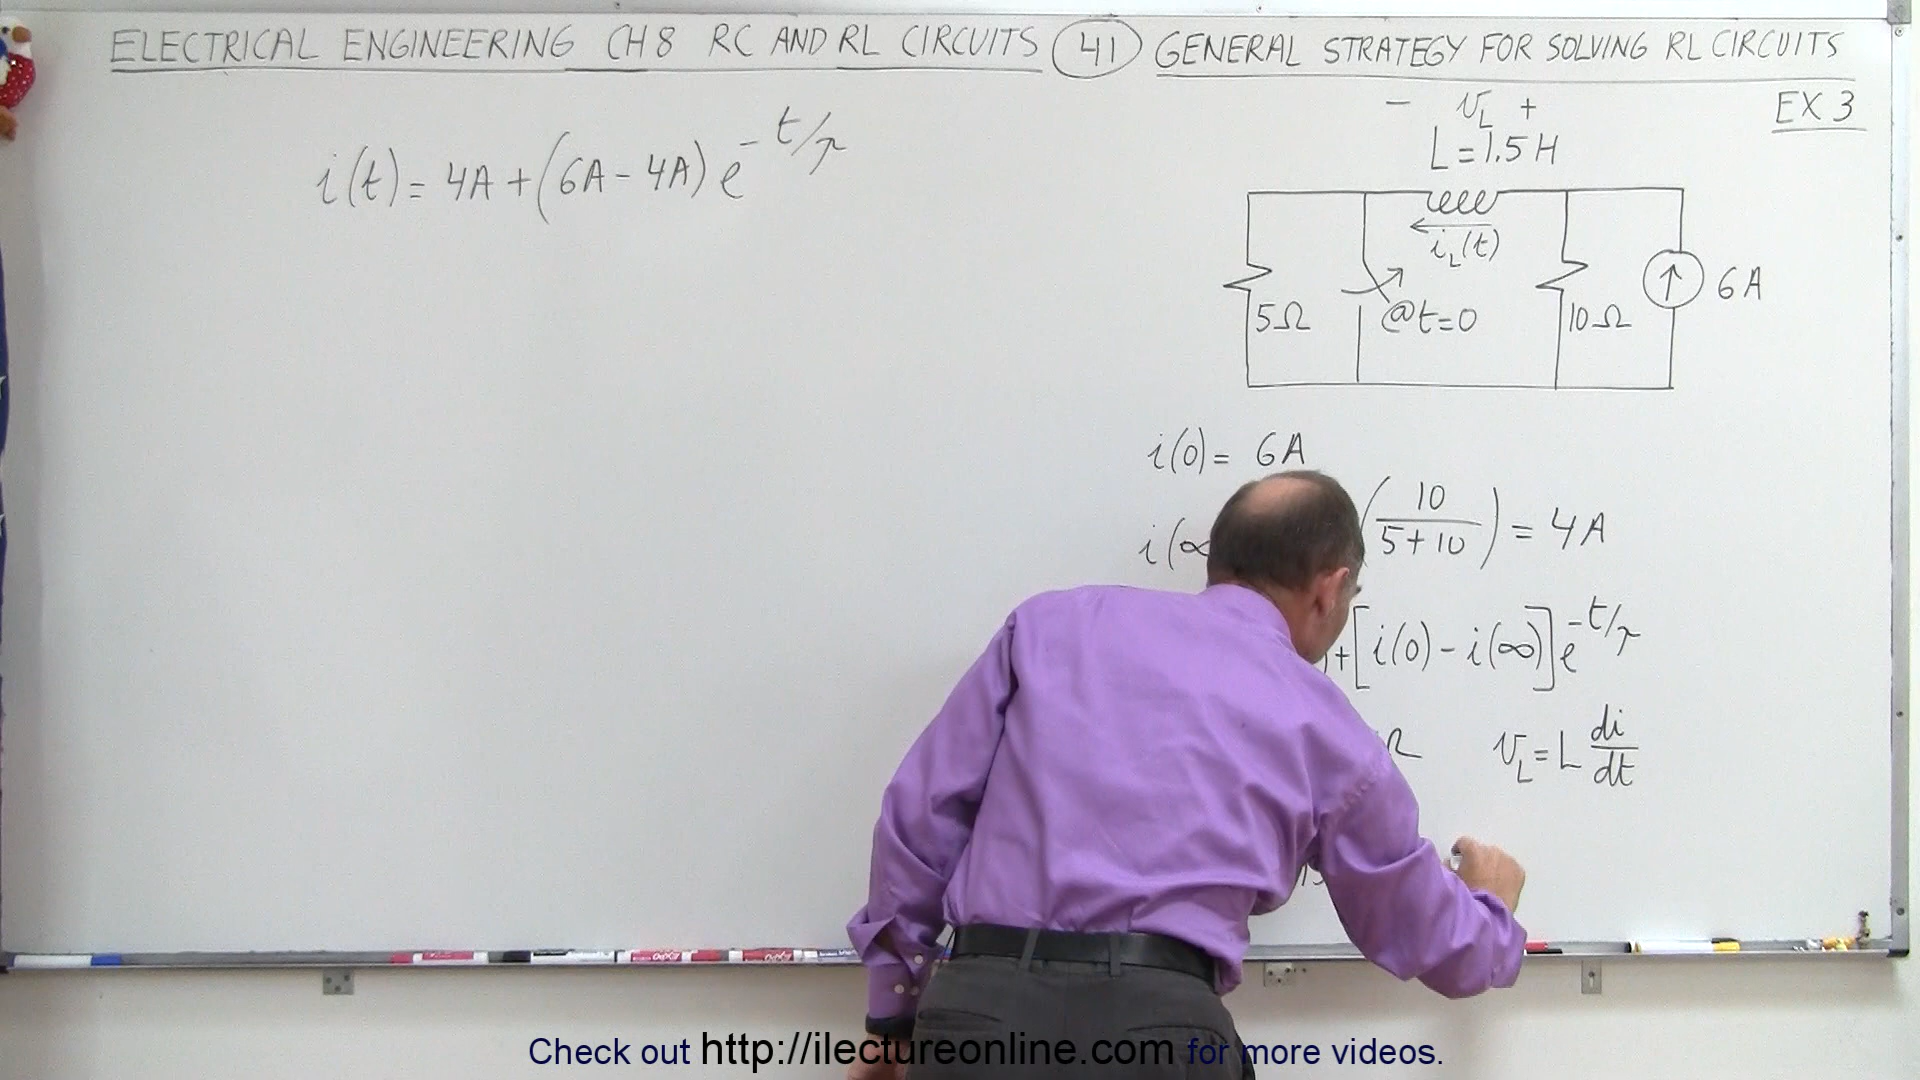 ELECTRICAL ENGINEERING CH 8 RC AND RL CIRCUITS 41 GENERAL STRATEGY FOR SOLVING RL CIRCUITS
EX 3
i(t) = 4A + (6A - 4A) e^-t/τ
- v_L +
L = 1.5 H
i_L(t)
5Ω @t=0 10Ω 6A
i(0) = 6A
i(∞ (10/(5+10)) = 4A
) + [i(0) - i(∞)] e^-t/τ
Ω v_L = L di/dt
15
Check out http://ilectureonline.com for more videos.